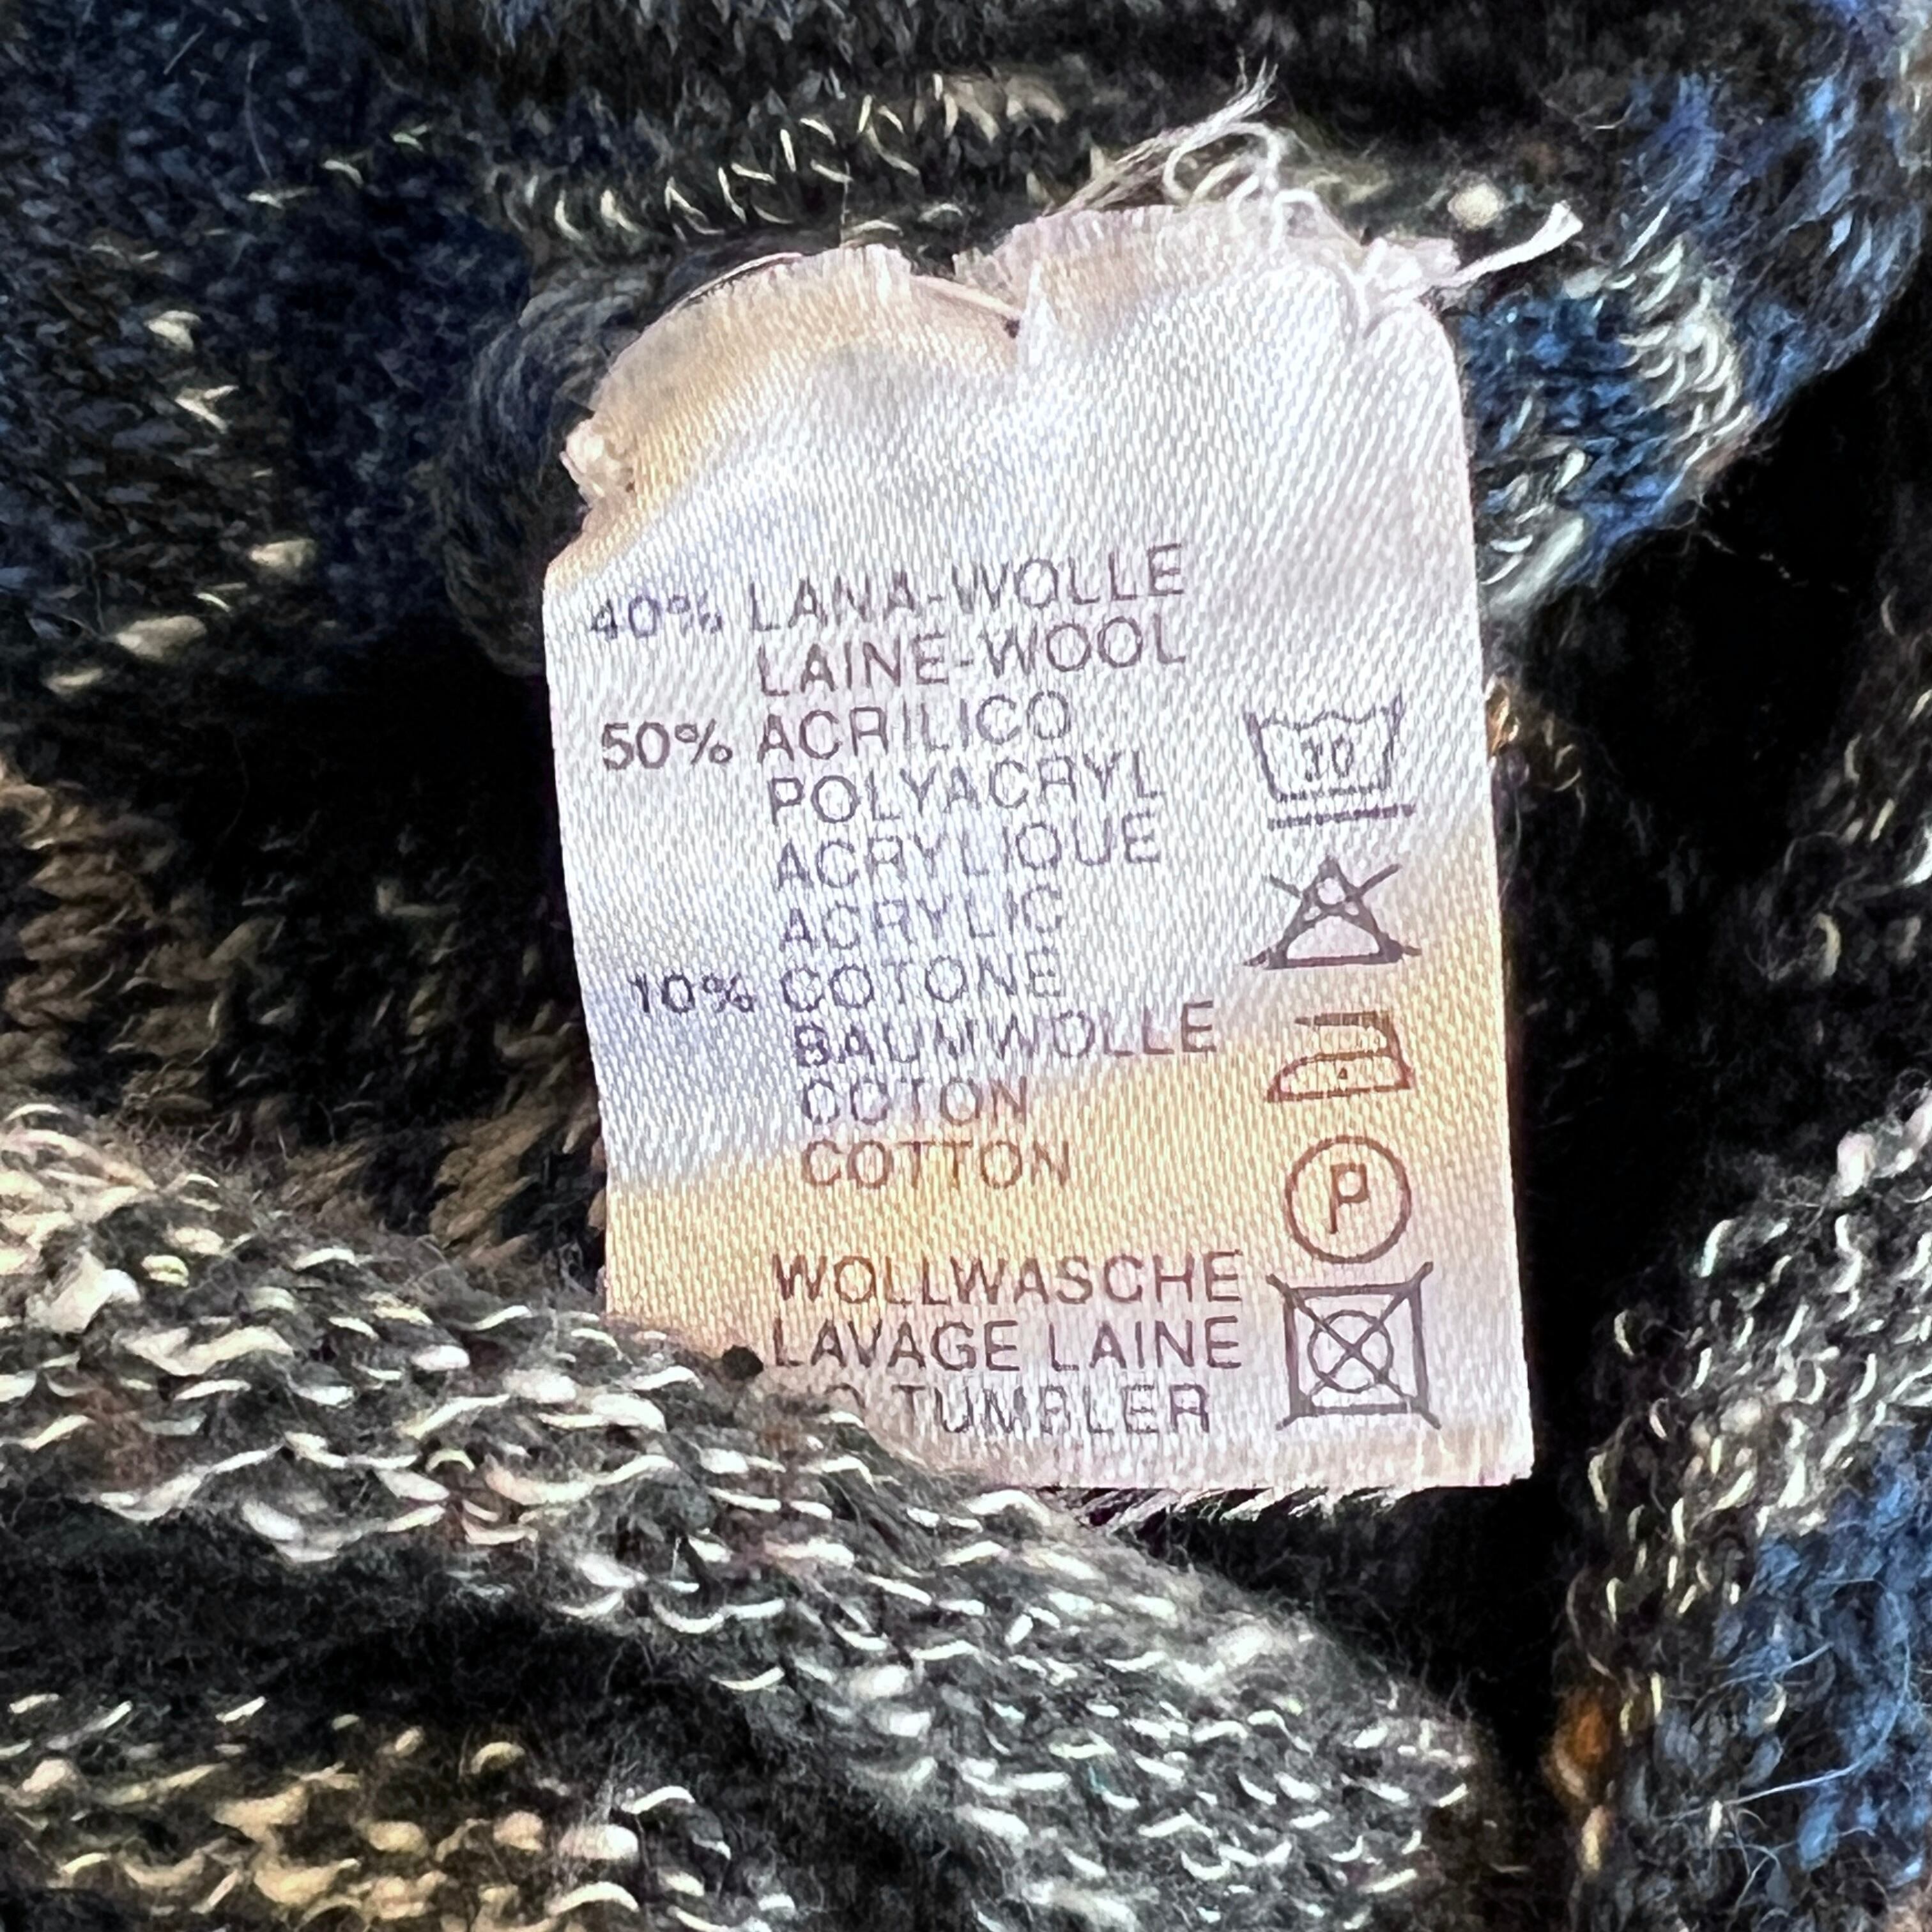 40% LANA-WOLLE
LAINE-WOOL
50% ACRILICO
POLYACRYL
ACRYLIQUE
ACRYLIC
10% COTONE
BAUMWOLLE
COTON
COTTON
30
P
WOLLWASCHE
LAVAGE LAINE
TUMBLER